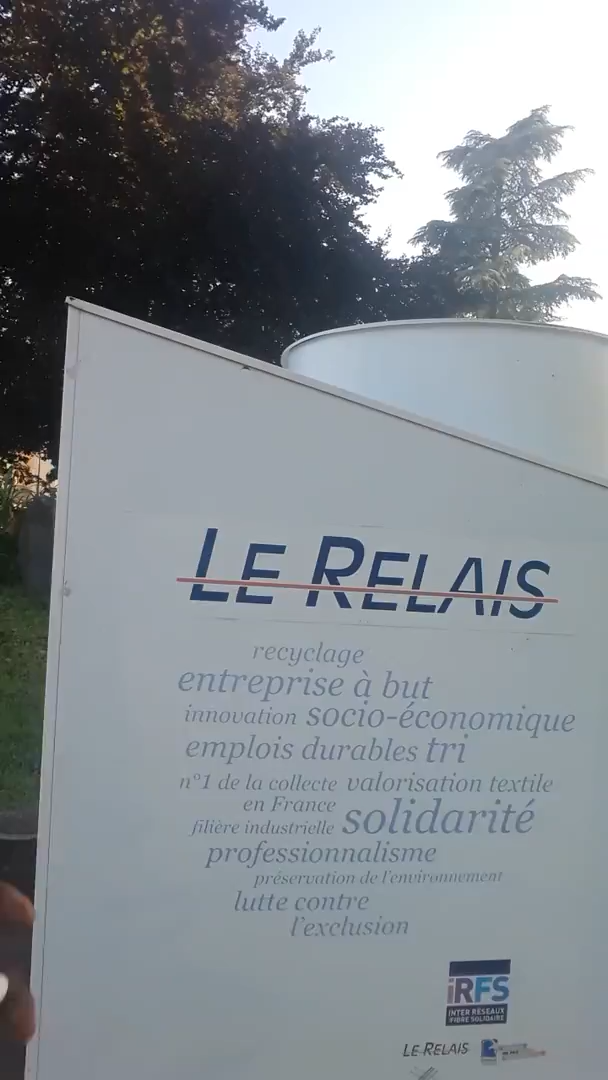 LE RELAIS
recyclage
entreprise à but
innovation socio-économique
emplois durables tri
n°1 de la collecte valorisation textile
en France
filière industrielle solidarité
professionnalisme
préservation de l'environnement
lutte contre
l'exclusion
iRFS
INTER RÉSEAUX
FIBRE SOLIDAIRE
LE RELAIS